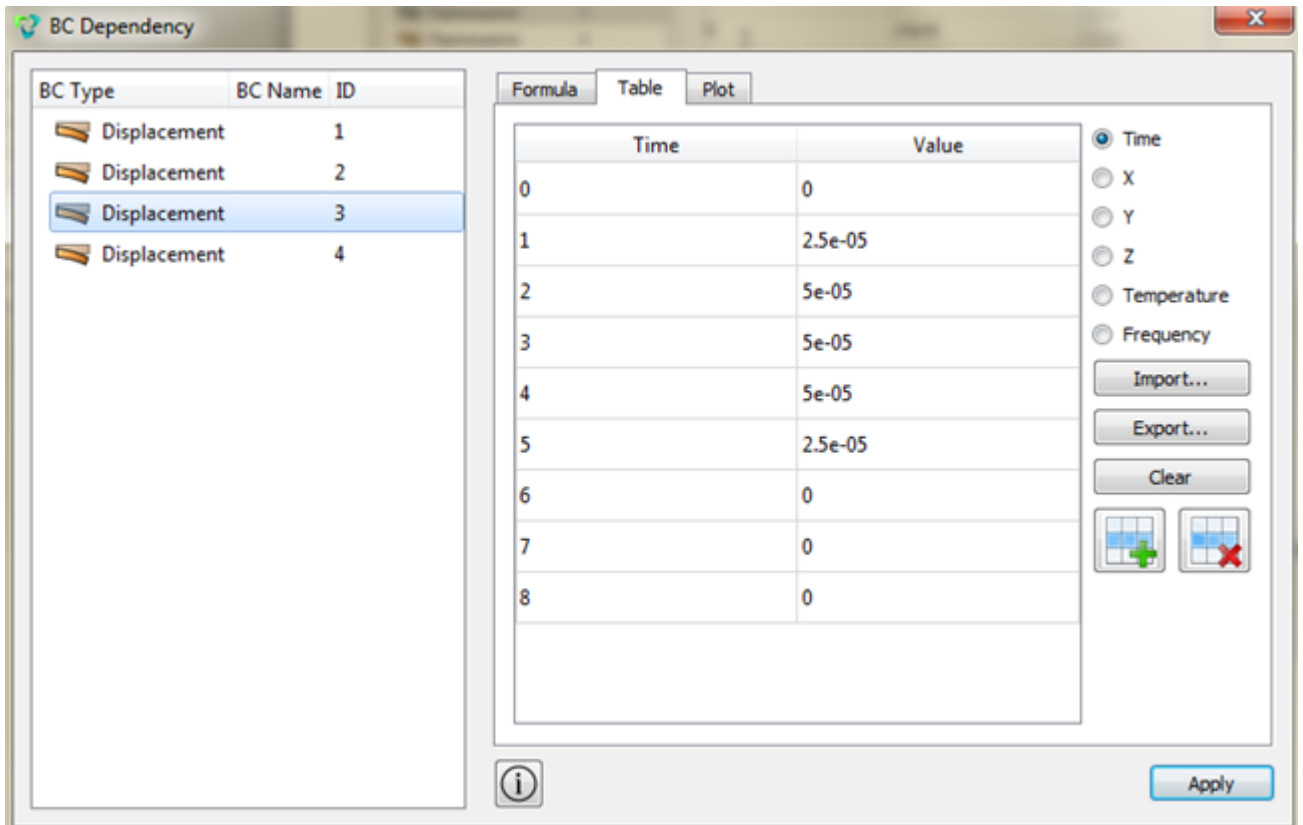 BC Dependency
BC Type BC Name ID
Displacement 1
Displacement 2
Displacement 3
Displacement 4
Formula Table Plot
Time Value
0 0
1 2.5e-05
2 5e-05
3 5e-05
4 5e-05
5 2.5e-05
6 0
7 0
8 0
Time
X
Y
Z
Temperature
Frequency
Import...
Export...
Clear
i
Apply